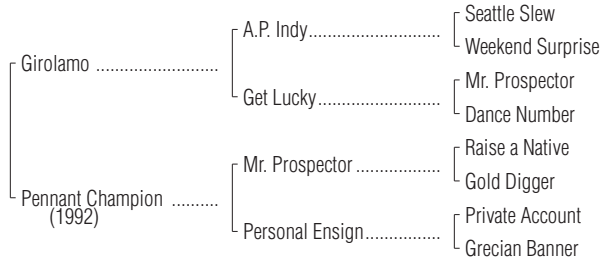 Seattle Slew
A.P. Indy............................
Weekend Surprise
Girolamo ..........................
Mr. Prospector
Get Lucky..........................
Dance Number
Raise a Native
Mr. Prospector ..................
Gold Digger
Pennant Champion ..........
(1992)
Private Account
Personal Ensign................
Grecian Banner